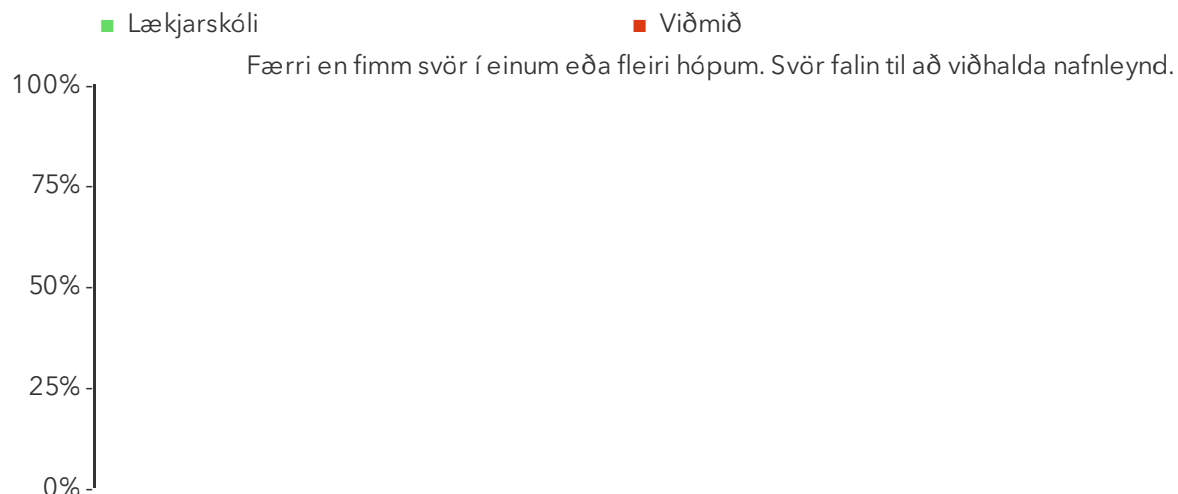 Lækjarskóli Viðmið
Færri en fimm svör í einum eða fleiri hópum. Svör falin til að viðhalda nafnleynd.
100%
75%
50%
25%
0%